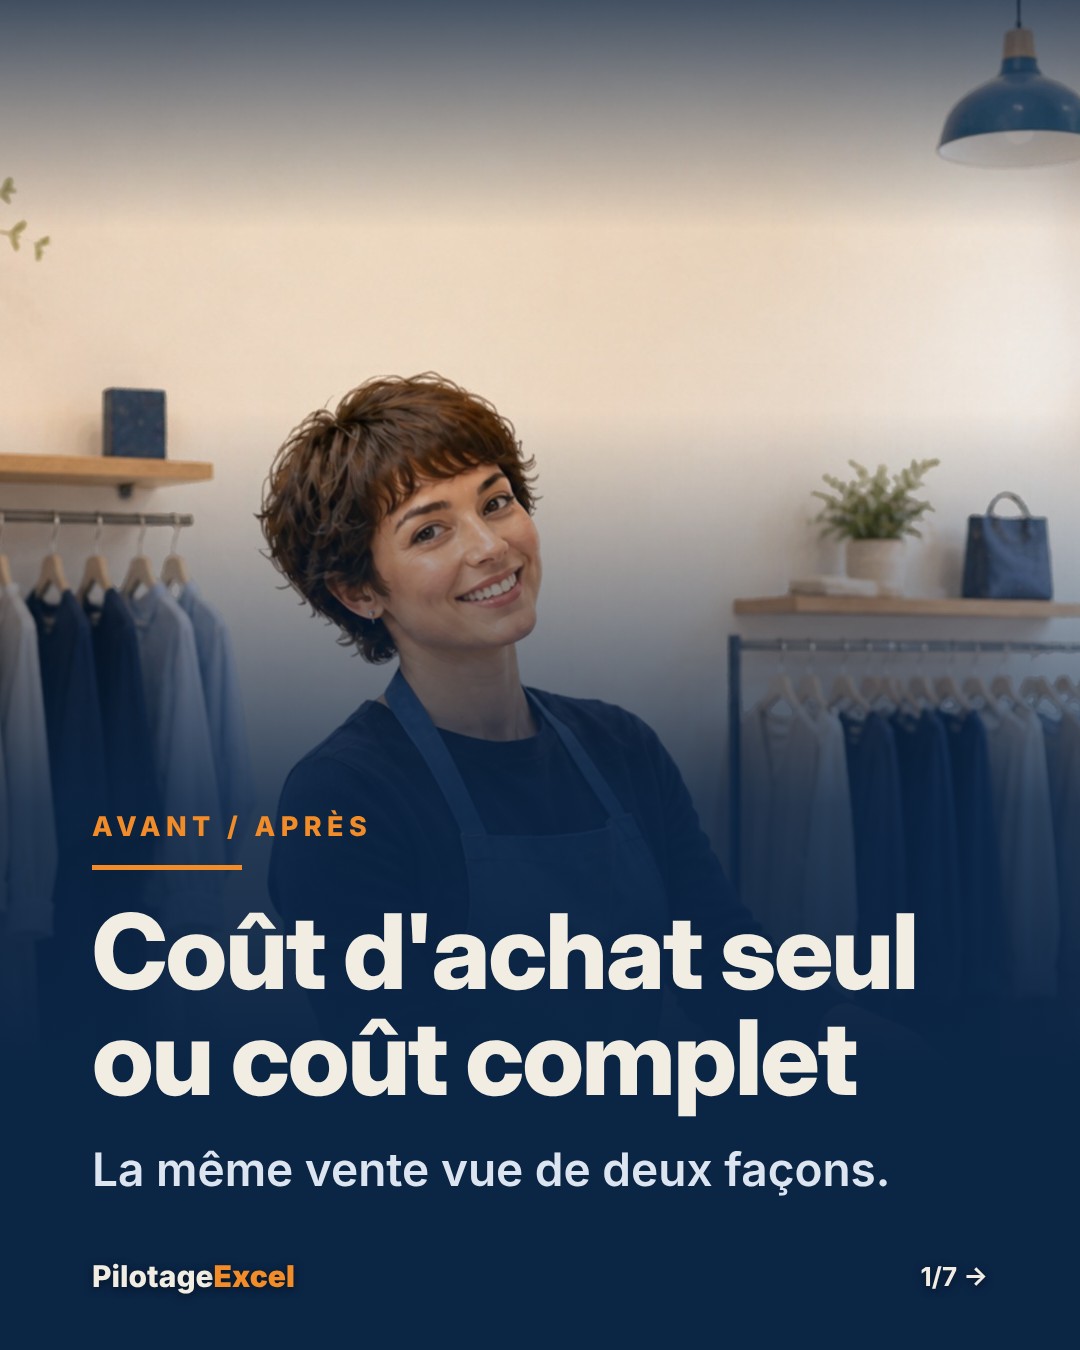 AVANT / APRÈS
Coût d'achat seul
ou coût complet
La même vente vue de deux façons.
PilotageExcel
1/7 →